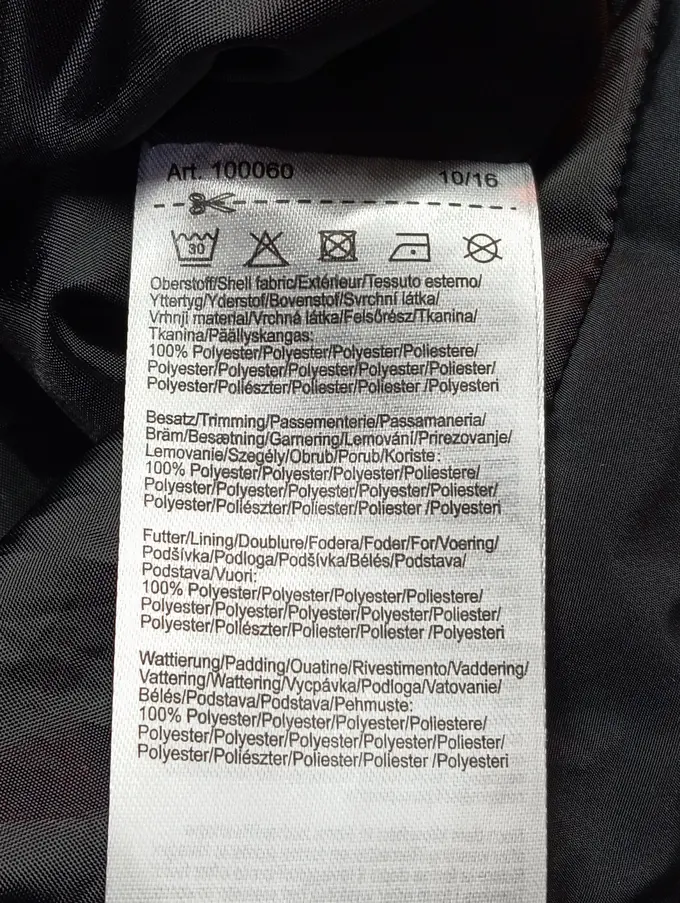 Art. 100060 10/16
30
Oberstoff/Shell fabric/Extérieur/Tessuto esterno/
Yttertyg/Yderstof/Bovenstof/Svrchní látka/
Vrhnji material/Vrchná látka/Felsőrész/Tkanina/
Tkanina/Päällyskangas:
100% Polyester/Polyester/Polyester/Poliestere/
Polyester/Polyester/Polyester/Polyester/Poliester/
Polyester/Poliészter/Poliester/Poliester /Polyesteri
Besatz/Trimming/Passementerie/Passamaneria/
Bräm/Besætning/Garnering/Lemování/Prirezovanje/
Lemovanie/Szegély/Obrub/Porub/Koriste:
100% Polyester/Polyester/Polyester/Poliestere/
Polyester/Polyester/Polyester/Polyester/Poliester/
Polyester/Poliészter/Poliester/Poliester /Polyesteri
Futter/Lining/Doublure/Fodera/Foder/For/Voering/
Podšívka/Podloga/Podšívka/Bélés/Podstava/
Podstava/Vuori:
100% Polyester/Polyester/Polyester/Poliestere/
Polyester/Polyester/Polyester/Polyester/Poliester/
Polyester/Poliészter/Poliester/Poliester /Polyesteri
Wattierung/Padding/Ouatine/Rivestimento/Vaddering/
Vattering/Wattering/Vycpávka/Podloga/Vatovanie/
Bélés/Podstava/Podstava/Pehmuste:
100% Polyester/Polyester/Polyester/Poliestere/
Polyester/Polyester/Polyester/Polyester/Poliester/
Polyester/Poliészter/Poliester/Poliester /Polyesteri